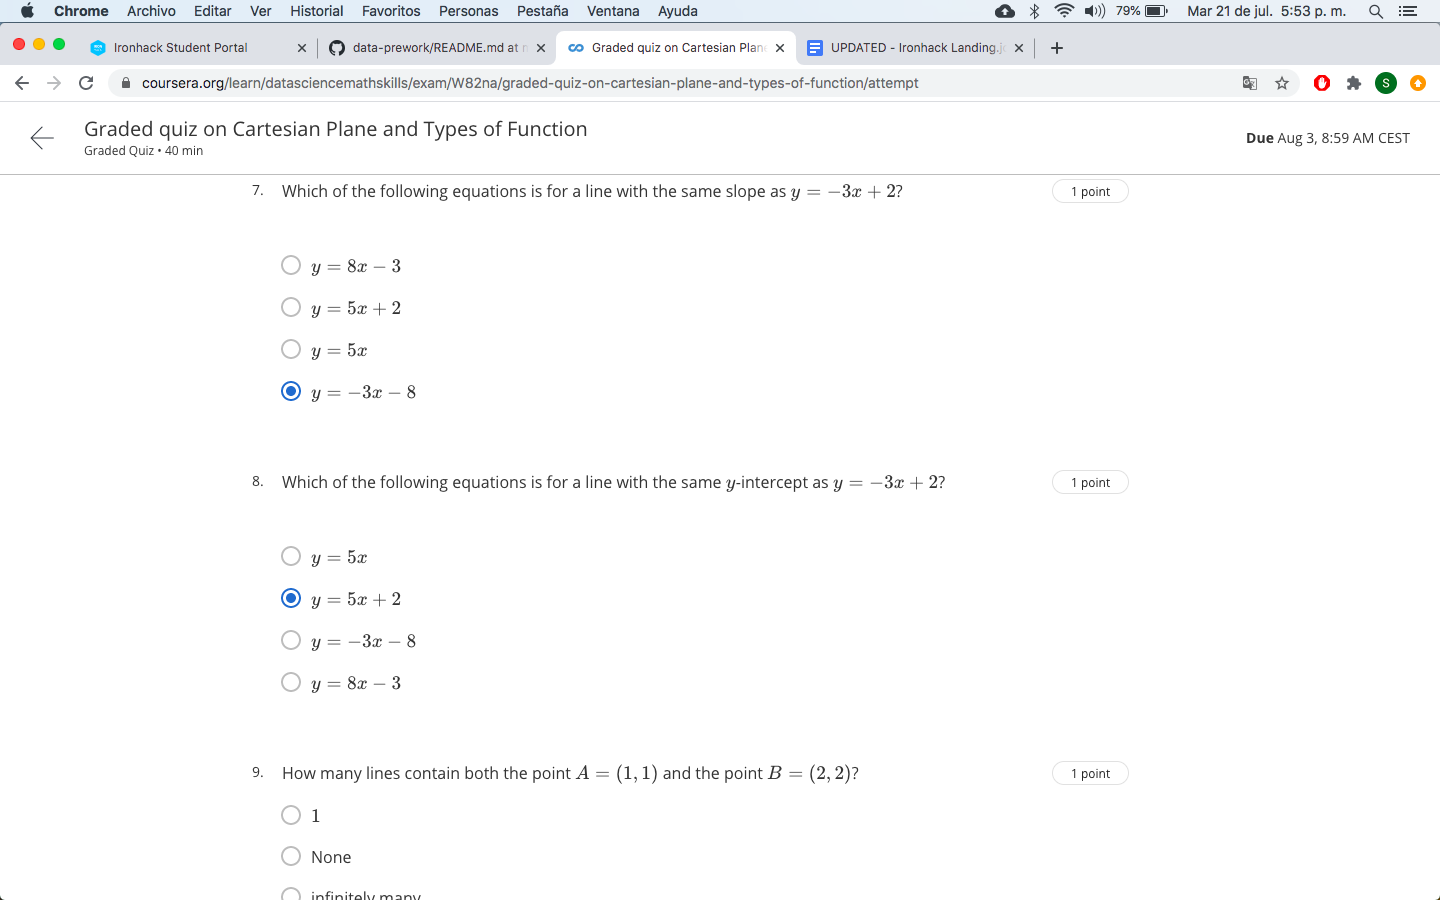 Chrome Archivo Editar Ver Historial Favoritos Personas Pestaña Ventana Ayuda 79% Mar 21 de jul. 5:53 p. m.
Ironhack Student Portal data-prework/README.md at Graded quiz on Cartesian Plane UPDATED - Ironhack Landing.
coursera.org/learn/datasciencemathskills/exam/W82na/graded-quiz-on-cartesian-plane-and-types-of-function/attempt S
Graded quiz on Cartesian Plane and Types of Function
Graded Quiz • 40 min
Due Aug 3, 8:59 AM CEST
7. Which of the following equations is for a line with the same slope as y = −3x + 2? 1 point
y = 8x − 3
y = 5x + 2
y = 5x
y = −3x − 8
8. Which of the following equations is for a line with the same y-intercept as y = −3x + 2? 1 point
y = 5x
y = 5x + 2
y = −3x − 8
y = 8x − 3
9. How many lines contain both the point A = (1, 1) and the point B = (2, 2)? 1 point
1
None
infinitely many